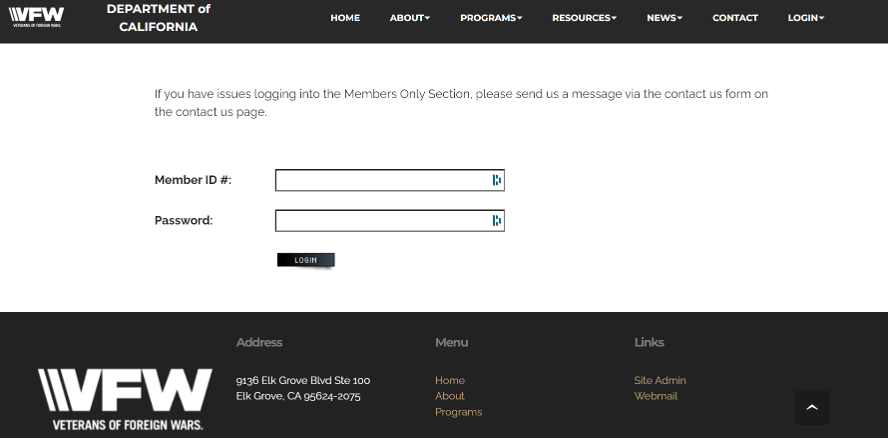 VFW
VETERANS OF FOREIGN WARS.
DEPARTMENT of
CALIFORNIA
HOME ABOUT PROGRAMS RESOURCES NEWS CONTACT LOGIN
If you have issues logging into the Members Only Section, please send us a message via the contact us form on
the contact us page.
Member ID #:
Password:
LOGIN
Address
9136 Elk Grove Blvd Ste 100
Elk Grove, CA 95624-2075
Menu
Home
About
Programs
Links
Site Admin
Webmail
VFW
VETERANS OF FOREIGN WARS.